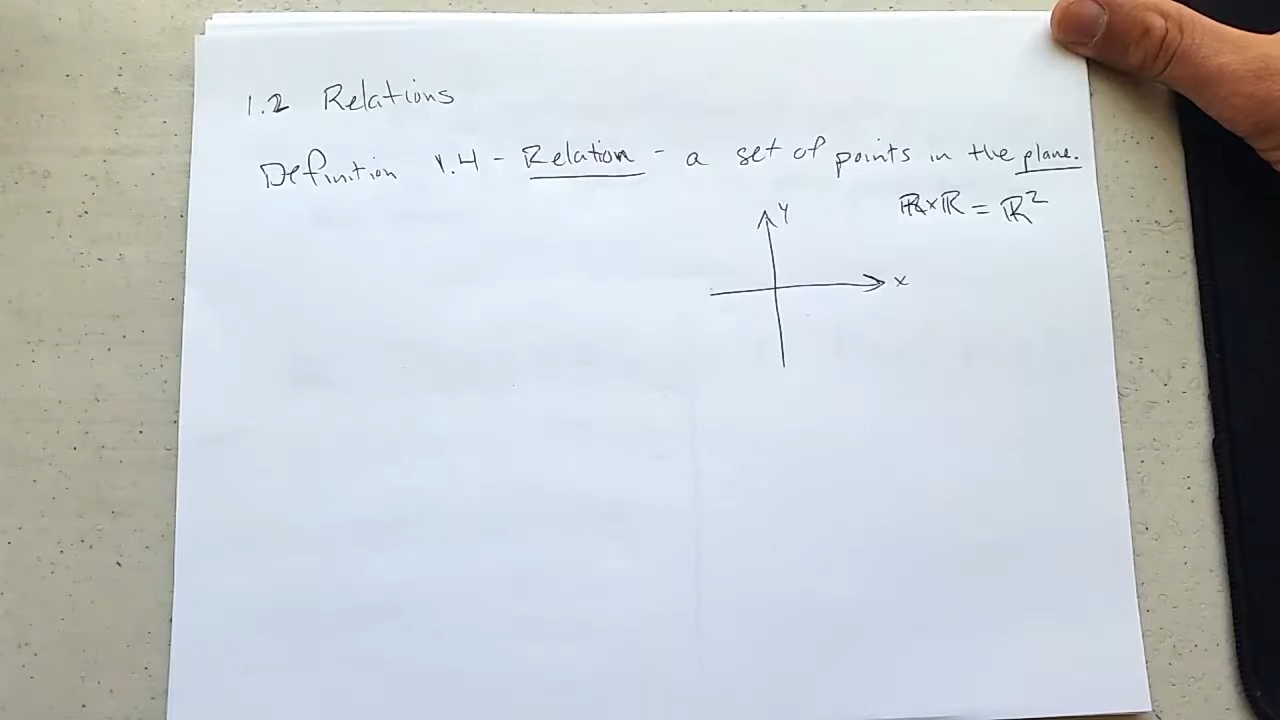 1.2 Relations
Definition 1.4 - Relation - a set of points in the plane.
ℝ×ℝ = ℝ²
y
x